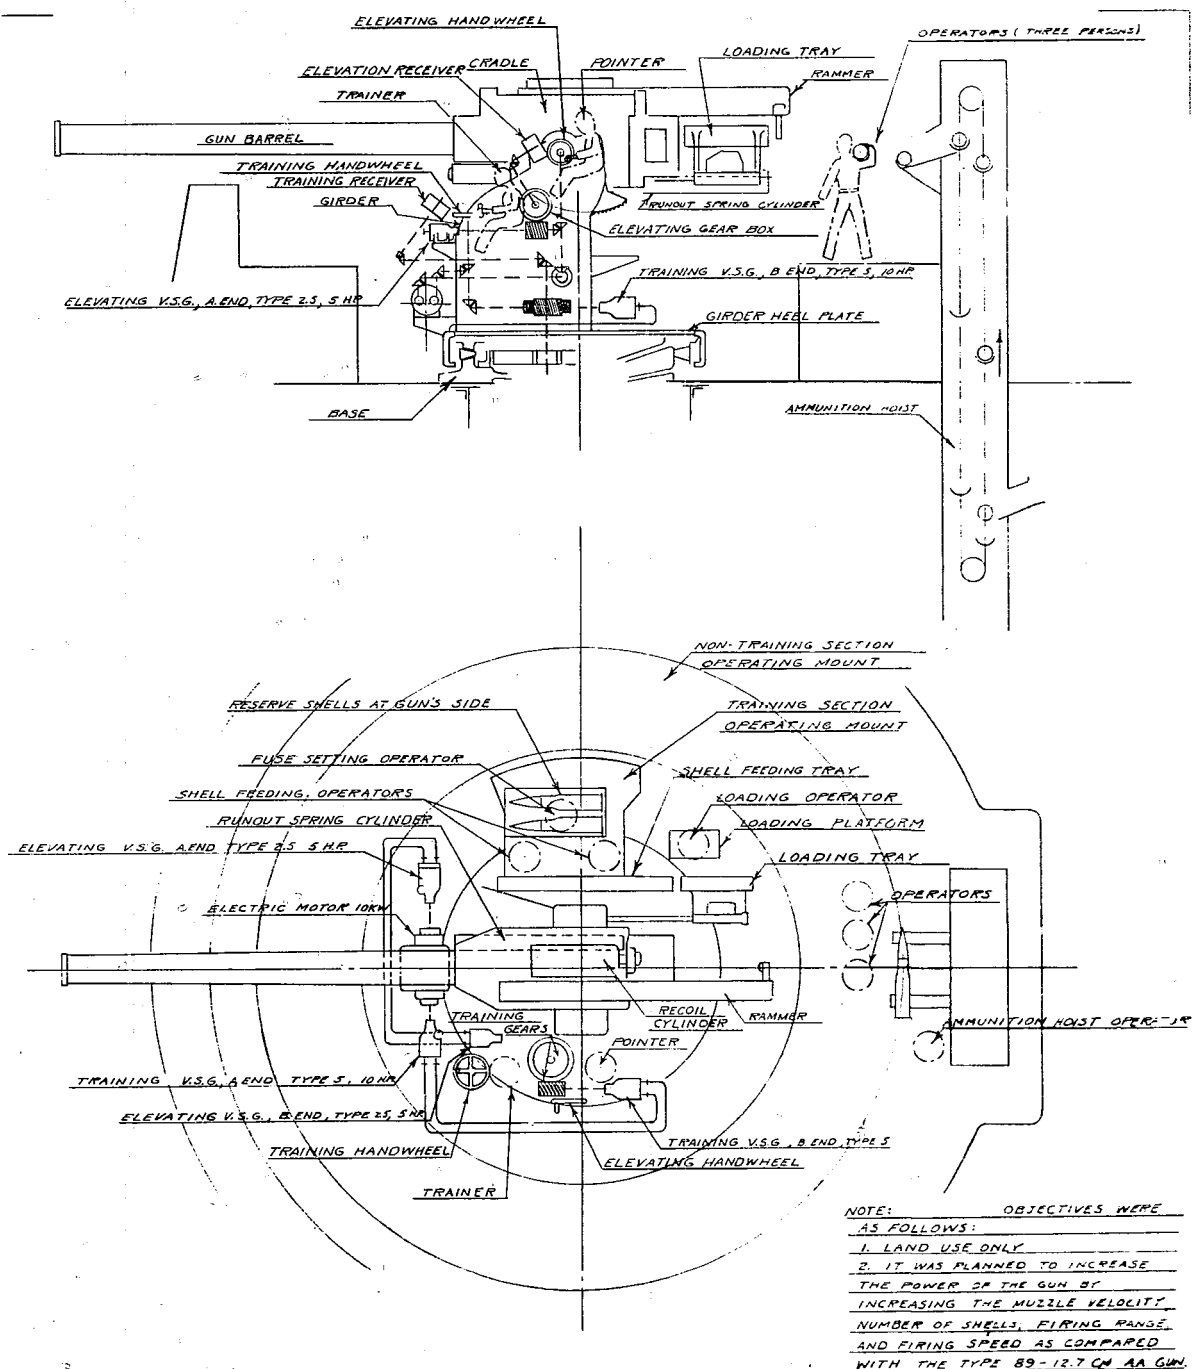 ELEVATING HANDWHEEL
OPERATORS (THREE PERSONS)
LOADING TRAY
ELEVATION RECEIVER
CRADLE
POINTER
RAMMER
TRAINER
GUN BARREL
TRAINING HANDWHEEL
TRAINING RECEIVER
GIRDER
RUNOUT SPRING CYLINDER
ELEVATING GEAR BOX
TRAINING V.S.G., B END, TYPE 5, 10 HP
ELEVATING V.S.G., A.END, TYPE 2.5, 5 HP
GIRDER HEEL PLATE
BASE
AMMUNITION HOIST
NON-TRAINING SECTION
OPERATING MOUNT
RESERVE SHELLS AT GUN'S SIDE
TRAINING SECTION
OPERATING MOUNT
FUSE SETTING OPERATOR
SHELL FEEDING TRAY
SHELL FEEDING OPERATORS
LOADING OPERATOR
RUNOUT SPRING CYLINDER
LOADING PLATFORM
ELEVATING V.S.G. A.END TYPE 2.5 5 H.P.
LOADING TRAY
OPERATORS
ELECTRIC MOTOR 10KW
TRAINING
GEARS
RECOIL
CYLINDER
RAMMER
AMMUNITION HOIST OPERATOR
POINTER
TRAINING V.S.G, A END TYPE 5, 10 HP
ELEVATING V.S.G., B.END, TYPE 2.5, 5 HP
TRAINING V.S.G., B.END, TYPE 5
TRAINING HANDWHEEL
ELEVATING HANDWHEEL
TRAINER
NOTE: OBJECTIVES WERE
AS FOLLOWS:
1. LAND USE ONLY
2. IT WAS PLANNED TO INCREASE
THE POWER OF THE GUN BY
INCREASING THE MUZZLE VELOCITY
NUMBER OF SHELLS, FIRING RANGE,
AND FIRING SPEED AS COMPARED
WITH THE TYPE 89-12.7 CM AA GUN.